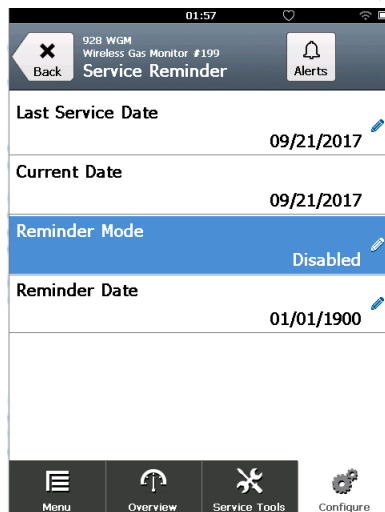 01:57
928 WGM
Wireless Gas Monitor #199
Back
Service Reminder
Alerts
Last Service Date
09/21/2017
Current Date
09/21/2017
Reminder Mode
Disabled
Reminder Date
01/01/1900
Menu
Overview
Service Tools
Configure